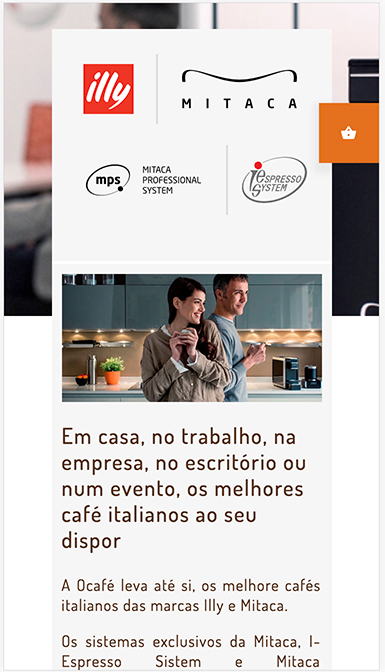 illy
MITACA
mps
MITACA
PROFESSIONAL
SYSTEM
i espresso
system
Em casa, no trabalho, na
empresa, no escritório ou
num evento, os melhores
café italianos ao seu
dispor
A Ocafé leva até si, os melhore cafés
italianos das marcas Illy e Mitaca.
Os sistemas exclusivos da Mitaca, I-
Espresso Sistem e Mitaca